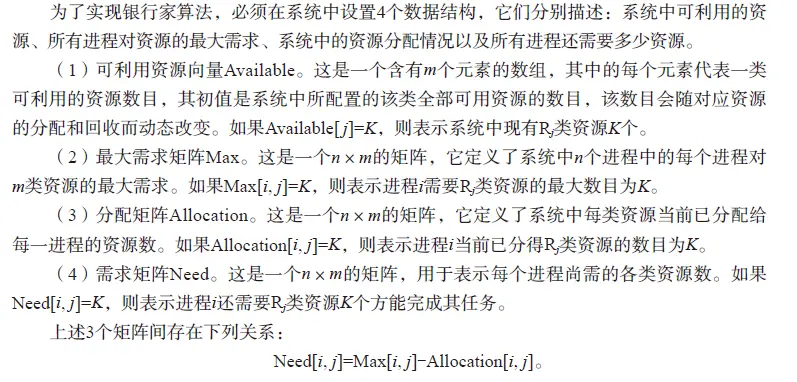 为了实现银行家算法，必须在系统中设置4个数据结构，它们分别描述：系统中可利用的资
源、所有进程对资源的最大需求、系统中的资源分配情况以及所有进程还需要多少资源。
（1）可利用资源向量Available。这是一个含有m个元素的数组，其中的每个元素代表一类
可利用的资源数目，其初值是系统中所配置的该类全部可用资源的数目，该数目会随对应资源
的分配和回收而动态改变。如果Available[j]=K，则表示系统中现有Rj类资源K个。
（2）最大需求矩阵Max。这是一个n×m的矩阵，它定义了系统中n个进程中的每个进程对
m类资源的最大需求。如果Max[i, j]=K，则表示进程i需要Rj类资源的最大数目为K。
（3）分配矩阵Allocation。这是一个n×m的矩阵，它定义了系统中每类资源当前已分配给
每一进程的资源数。如果Allocation[i, j]=K，则表示进程i当前已分得Rj类资源的数目为K。
（4）需求矩阵Need。这是一个n×m的矩阵，用于表示每个进程尚需的各类资源数。如果
Need[i, j]=K，则表示进程i还需要Rj类资源K个方能完成其任务。
上述3个矩阵间存在下列关系：
Need[i, j]=Max[i, j]−Allocation[i, j]。